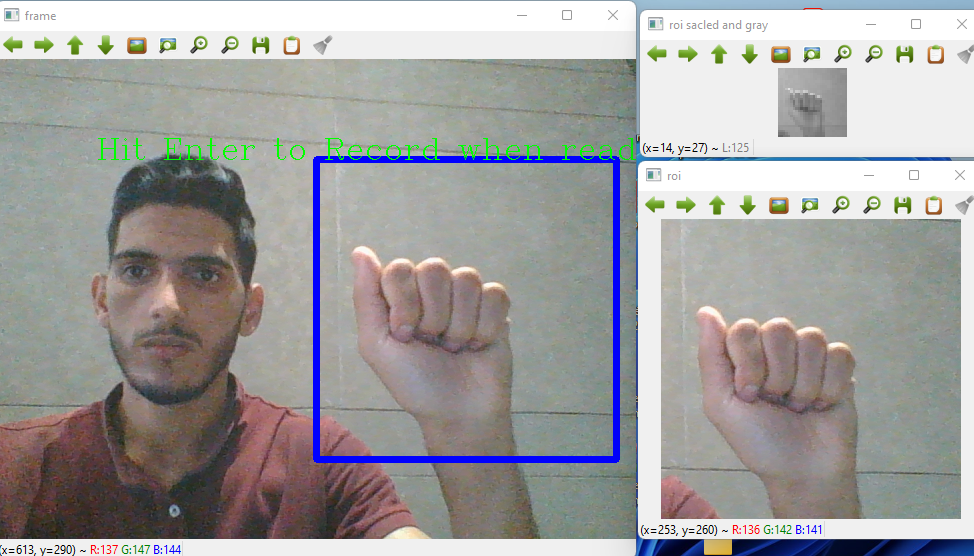 frame
Hit Enter to Record when read
(x=613, y=290) ~ R:137 G:147 B:144
roi sacled and gray
(x=14, y=27) ~ L:125
roi
(x=253, y=260) ~ R:136 G:142 B:141